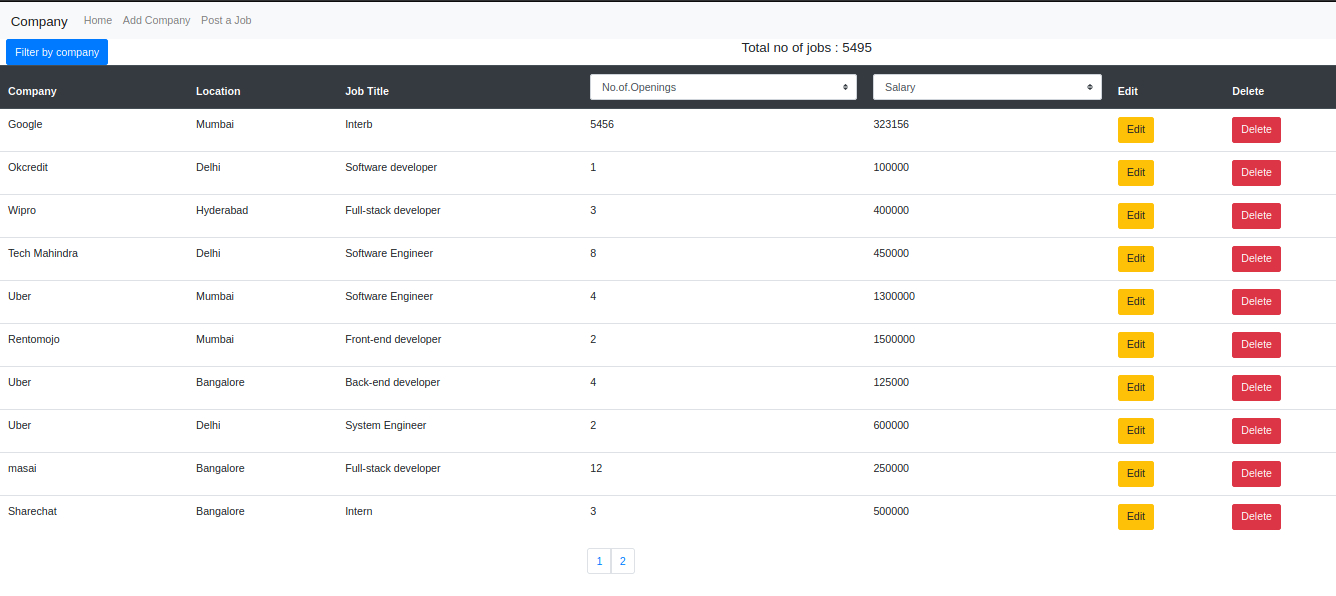 Company Home Add Company Post a Job
Filter by company Total no of jobs : 5495
Company Location Job Title No.of.Openings Salary Edit Delete
Google Mumbai Interb 5456 323156 Edit Delete
Okcredit Delhi Software developer 1 100000 Edit Delete
Wipro Hyderabad Full-stack developer 3 400000 Edit Delete
Tech Mahindra Delhi Software Engineer 8 450000 Edit Delete
Uber Mumbai Software Engineer 4 1300000 Edit Delete
Rentomojo Mumbai Front-end developer 2 1500000 Edit Delete
Uber Bangalore Back-end developer 4 125000 Edit Delete
Uber Delhi System Engineer 2 600000 Edit Delete
masai Bangalore Full-stack developer 12 250000 Edit Delete
Sharechat Bangalore Intern 3 500000 Edit Delete
1 2